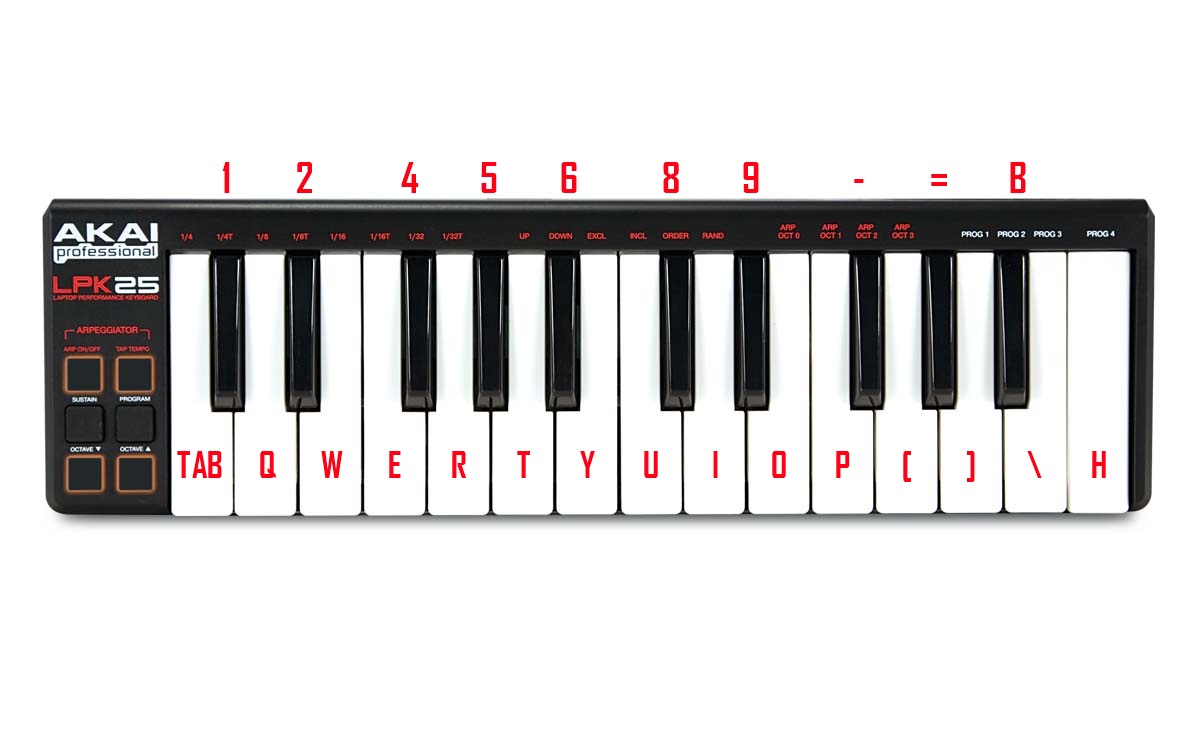 1 2 4 5 6 8 9 - = B
AKAI
professional
1/4 1/4T 1/8 1/8T 1/16 1/16T 1/32 1/32T UP DOWN EXCL INCL ORDER RAND ARP OCT 0 ARP OCT 1 ARP OCT 2 ARP OCT 3 PROG 1 PROG 2 PROG 3 PROG 4
LPK25
LAPTOP PERFORMANCE KEYBOARD
ARPEGGIATOR
ARP ON/OFF TAP TEMPO
SUSTAIN PROGRAM
OCTAVE ▼ OCTAVE ▲
TAB Q W E R T Y U I O P [ ] \ H